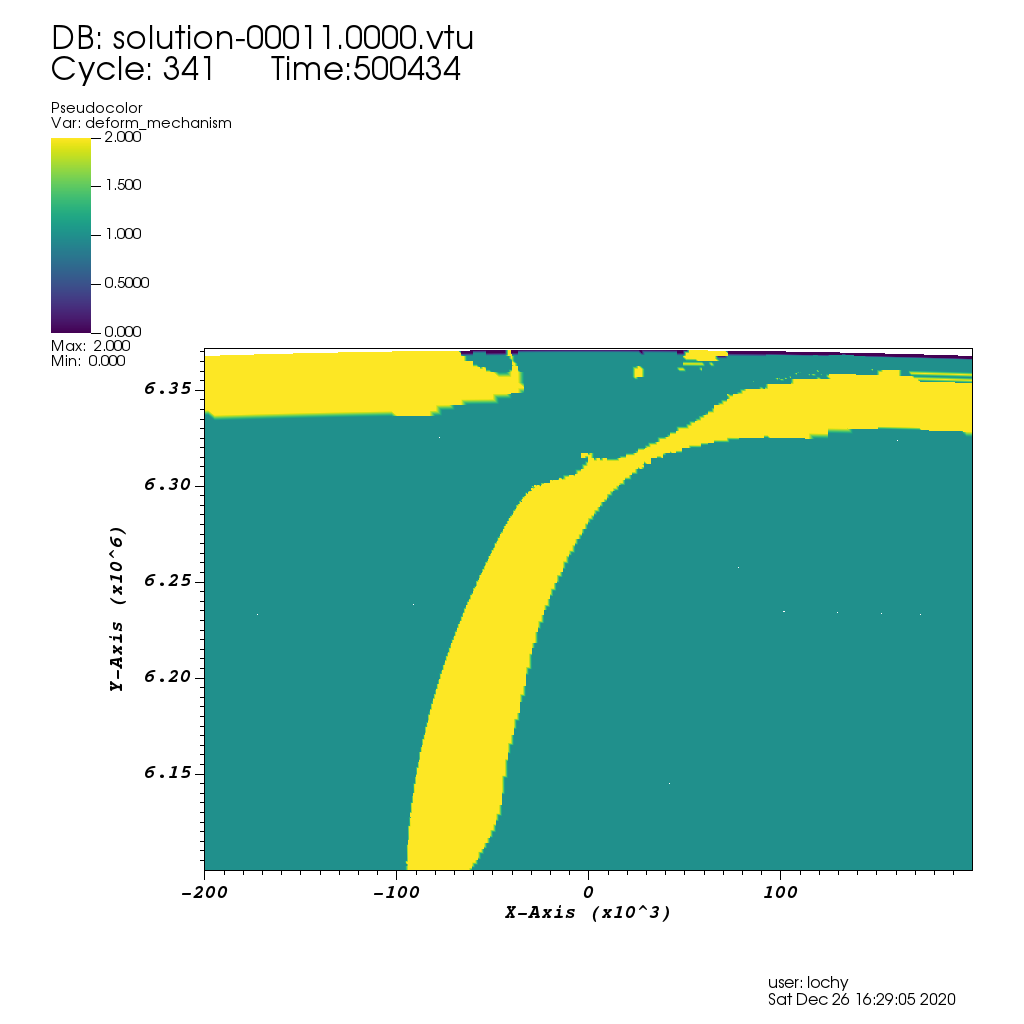 DB: solution-00011.0000.vtu
Cycle: 341 Time:500434
Pseudocolor
Var: deform_mechanism
2.000
1.500
1.000
0.5000
0.000
Max: 2.000
Min: 0.000
6.35
6.30
6.25
6.20
6.15
Y-Axis (x10^6)
-200 -100 0 100
X-Axis (x10^3)
user: lochy
Sat Dec 26 16:29:05 2020